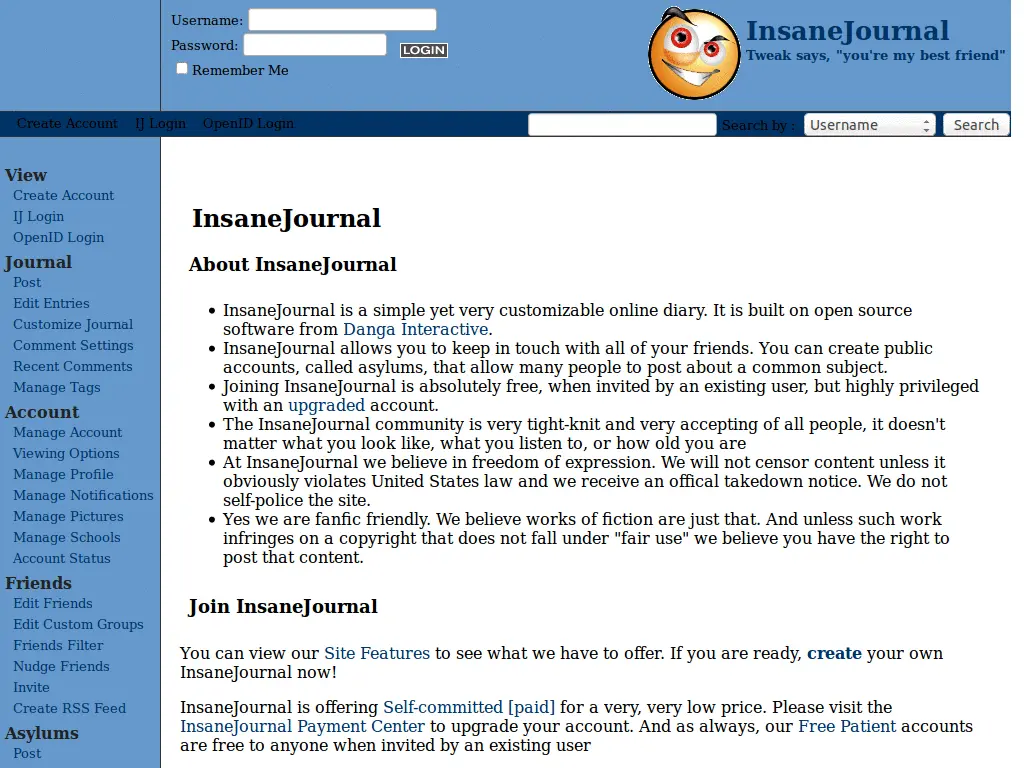 Username:
Password:
LOGIN
Remember Me
InsaneJournal
Tweak says, "you're my best friend"
Create Account IJ Login OpenID Login
Search by : Username Search
View
Create Account
IJ Login
OpenID Login
Journal
Post
Edit Entries
Customize Journal
Comment Settings
Recent Comments
Manage Tags
Account
Manage Account
Viewing Options
Manage Profile
Manage Notifications
Manage Pictures
Manage Schools
Account Status
Friends
Edit Friends
Edit Custom Groups
Friends Filter
Nudge Friends
Invite
Create RSS Feed
Asylums
Post
InsaneJournal
About InsaneJournal
• InsaneJournal is a simple yet very customizable online diary. It is built on open source
software from Danga Interactive.
• InsaneJournal allows you to keep in touch with all of your friends. You can create public
accounts, called asylums, that allow many people to post about a common subject.
• Joining InsaneJournal is absolutely free, when invited by an existing user, but highly privileged
with an upgraded account.
• The InsaneJournal community is very tight-knit and very accepting of all people, it doesn't
matter what you look like, what you listen to, or how old you are
• At InsaneJournal we believe in freedom of expression. We will not censor content unless it
obviously violates United States law and we receive an offical takedown notice. We do not
self-police the site.
• Yes we are fanfic friendly. We believe works of fiction are just that. And unless such work
infringes on a copyright that does not fall under "fair use" we believe you have the right to
post that content.
Join InsaneJournal
You can view our Site Features to see what we have to offer. If you are ready, create your own
InsaneJournal now!
InsaneJournal is offering Self-committed [paid] for a very, very low price. Please visit the
InsaneJournal Payment Center to upgrade your account. And as always, our Free Patient accounts
are free to anyone when invited by an existing user